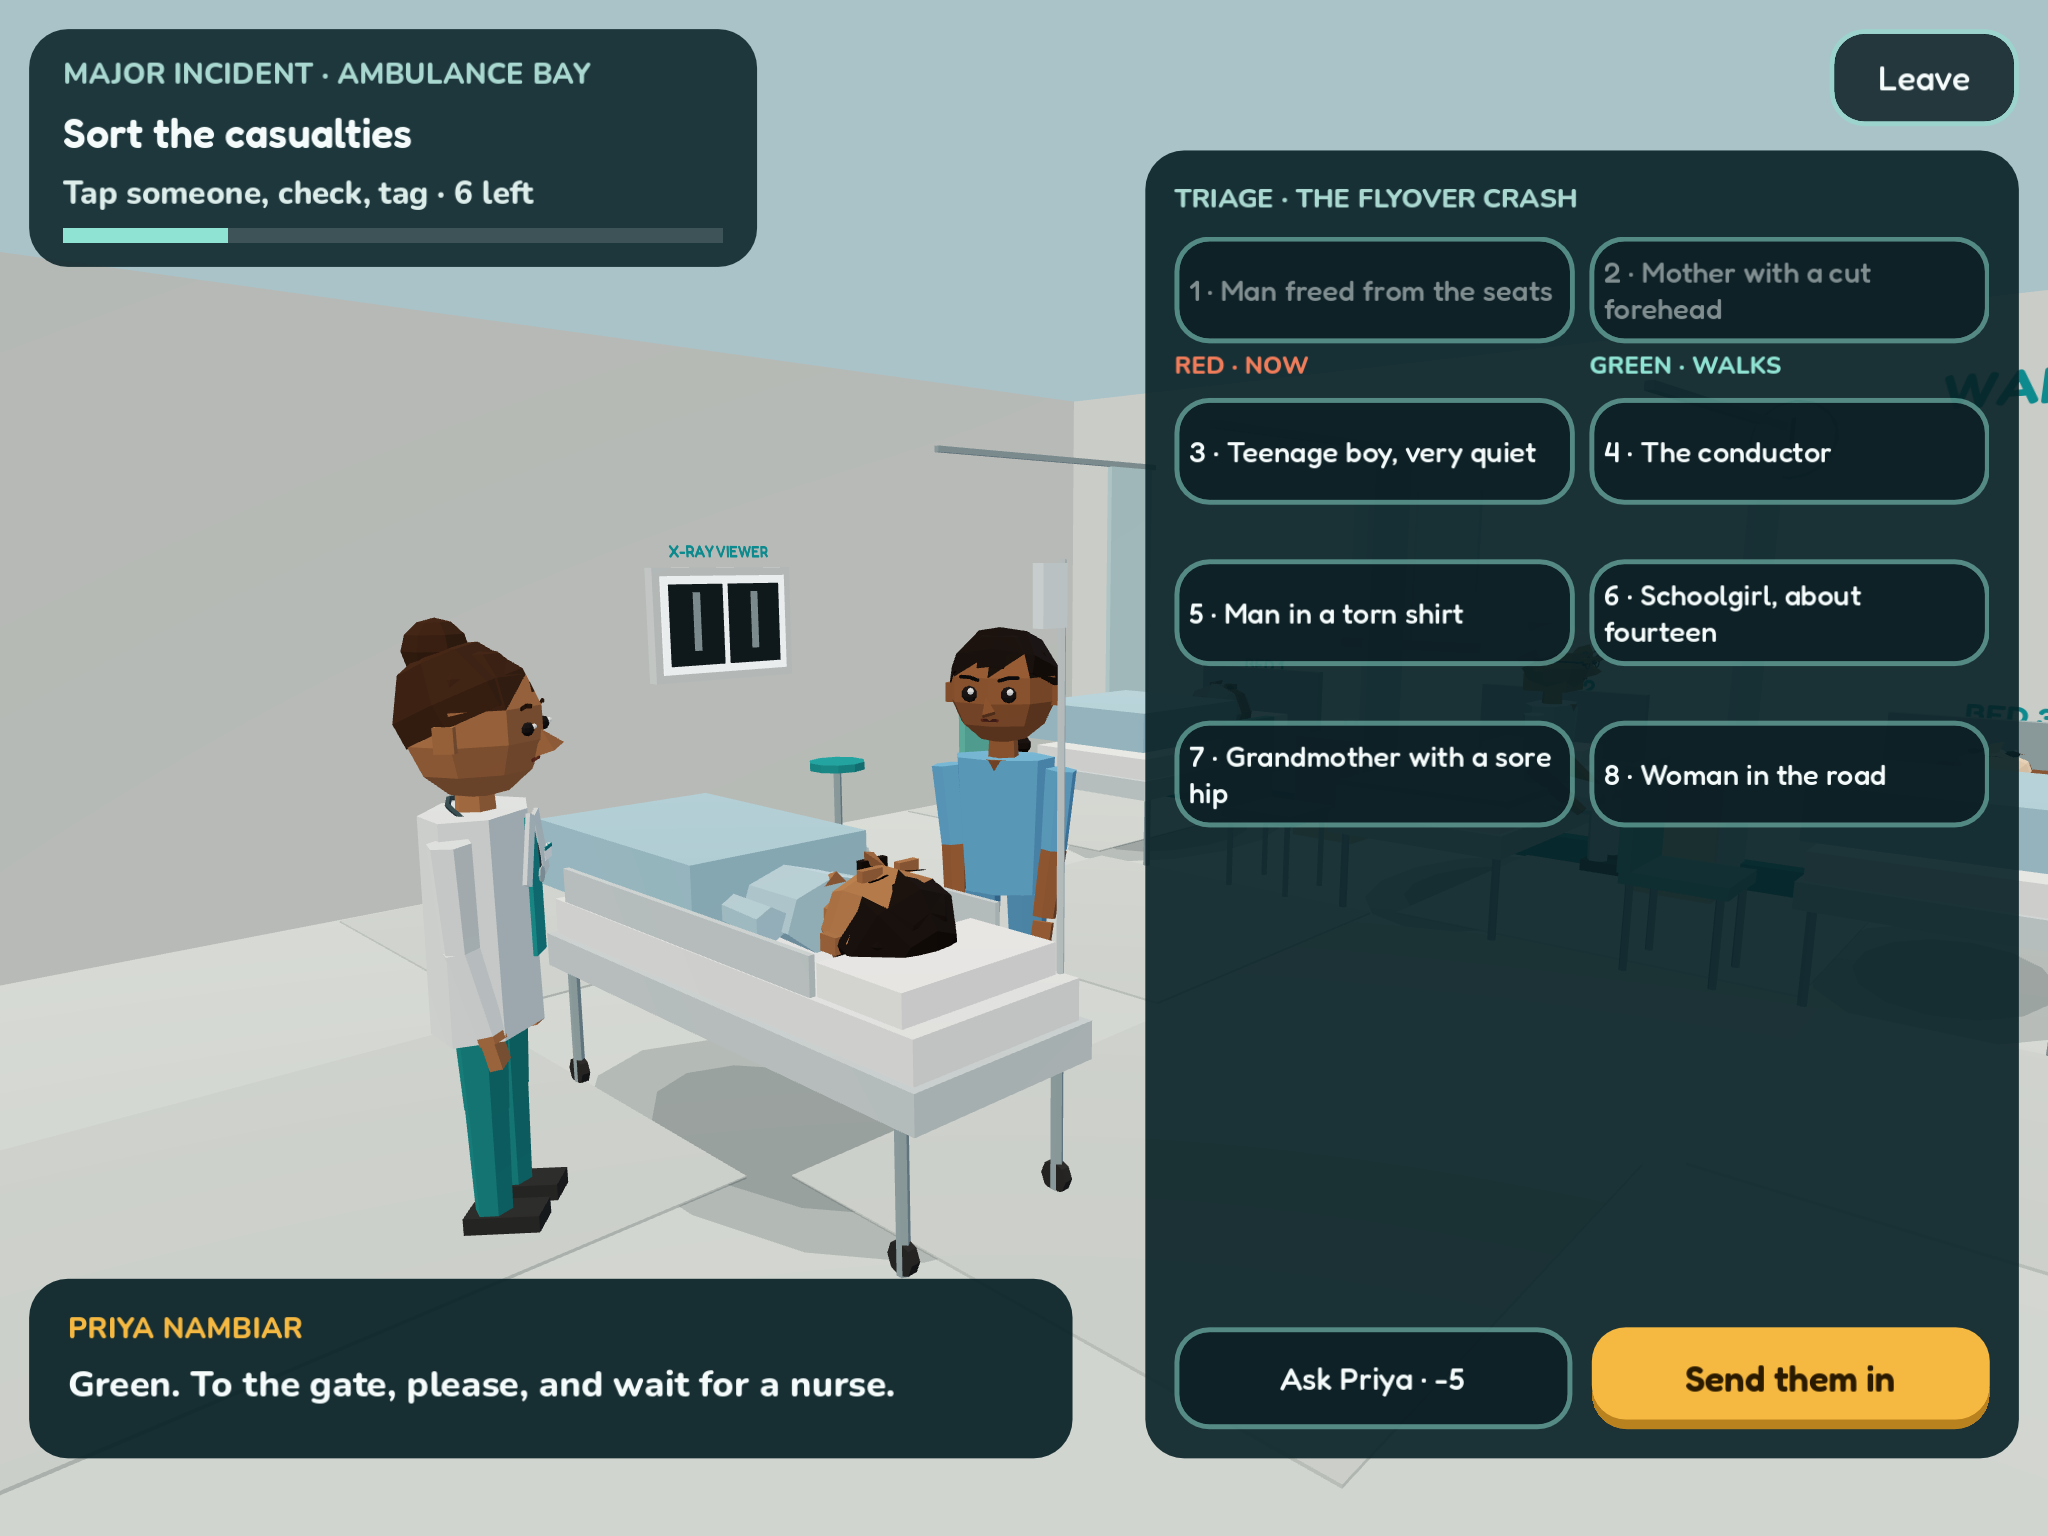 MAJOR INCIDENT · AMBULANCE BAY
Sort the casualties
Tap someone, check, tag · 6 left
Leave
TRIAGE · THE FLYOVER CRASH
1 · Man freed from the seats
2 · Mother with a cut
forehead
RED · NOW
GREEN · WALKS
3 · Teenage boy, very quiet
4 · The conductor
5 · Man in a torn shirt
6 · Schoolgirl, about
fourteen
7 · Grandmother with a sore
hip
8 · Woman in the road
X-RAY VIEWER
PRIYA NAMBIAR
Green. To the gate, please, and wait for a nurse.
Ask Priya · -5
Send them in